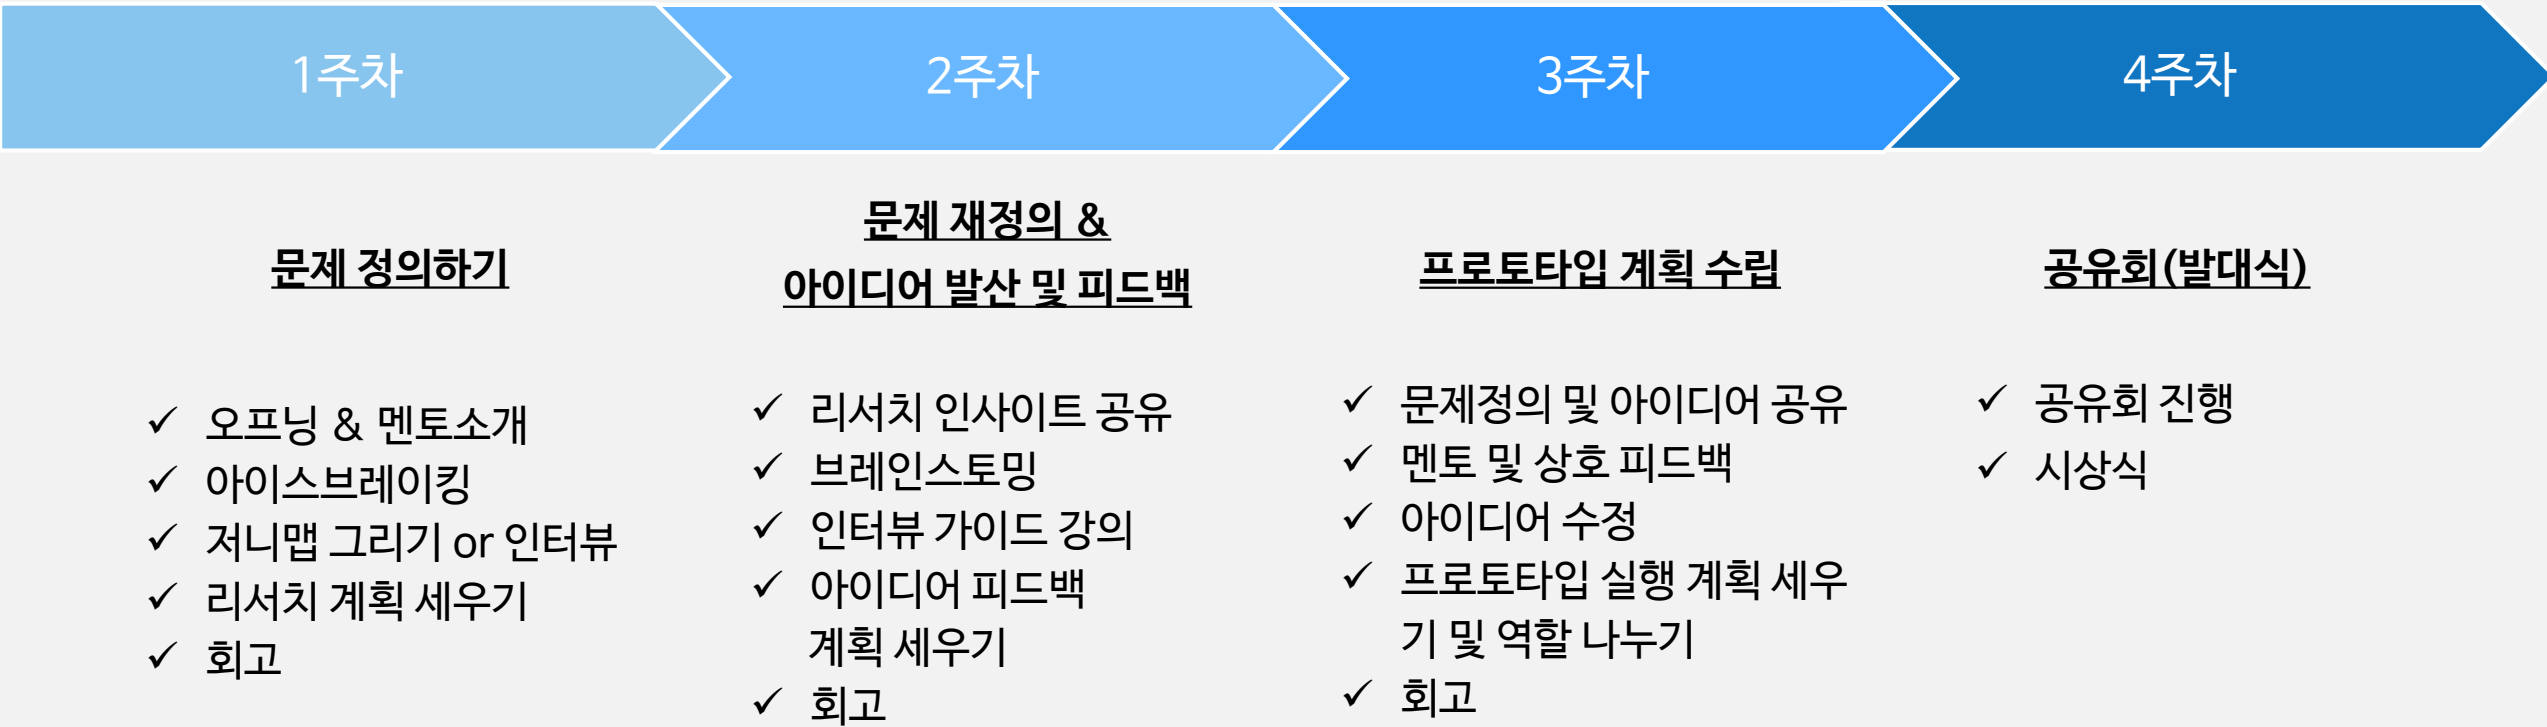 1주차
2주차
3주차
4주차
문제 정의하기
오프닝 & 멘토소개
아이스브레이킹
저니맵 그리기 or 인터뷰
리서치 계획 세우기
회고
문제 재정의 &
아이디어 발산 및 피드백
리서치 인사이트 공유
브레인스토밍
인터뷰 가이드 강의
아이디어 피드백
계획 세우기
회고
프로토타입 계획 수립
문제정의 및 아이디어 공유
멘토 및 상호 피드백
아이디어 수정
프로토타입 실행 계획 세우
기 및 역할 나누기
회고
공유회(발대식)
공유회 진행
시상식